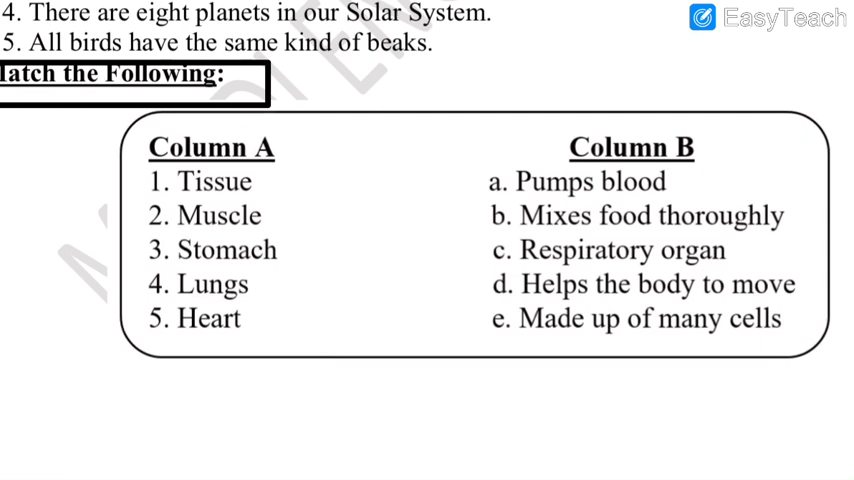 4. There are eight planets in our Solar System.
EasyTeach
5. All birds have the same kind of beaks.
latch the Following:
Column A
Column B
1. Tissue
a. Pumps blood
2. Muscle
b. Mixes food thoroughly
3. Stomach
c. Respiratory organ
4. Lungs
d. Helps the body to move
5. Heart
e. Made up of many cells